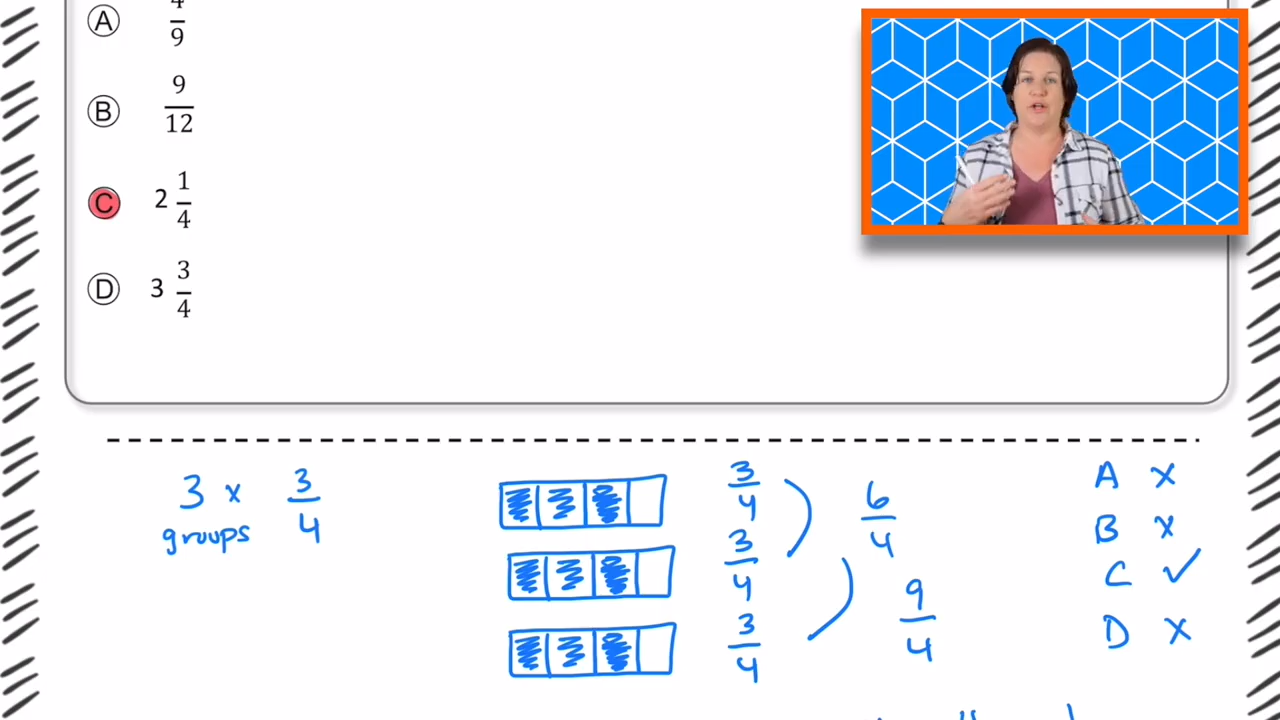 A 4/9
B 9/12
C 2 1/4
D 3 3/4
3 x 3/4
groups
3/4
6/4
3/4
9/4
3/4
A x
B x
C ✓
D x